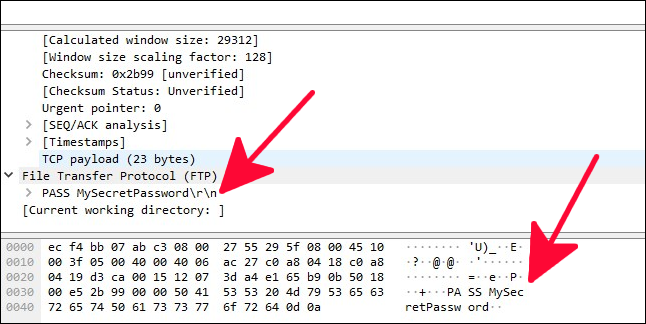 [Calculated window size: 29312]
[Window size scaling factor: 128]
Checksum: 0x2b99 [unverified]
[Checksum Status: Unverified]
Urgent pointer: 0
[SEQ/ACK analysis]
[Timestamps]
TCP payload (23 bytes)
File Transfer Protocol (FTP)
PASS MySecretPassword\r\n
[Current working directory: ]
0000 ec f4 bb 07 ab c3 08 00 27 55 29 5f 08 00 45 10 ········ 'U)_··E·
0010 00 3f 05 00 40 00 40 06 ac 27 c0 a8 04 18 c0 a8 ·?··@·@· ·'······
0020 04 19 d3 ca 00 15 12 07 3d a4 e1 65 b9 0b 50 18 ········ =··e··P·
0030 00 e5 2b 99 00 00 50 41 53 53 20 4d 79 53 65 63 ··+···PA SS MySec
0040 72 65 74 50 61 73 73 77 6f 72 64 0d 0a retPassw ord··